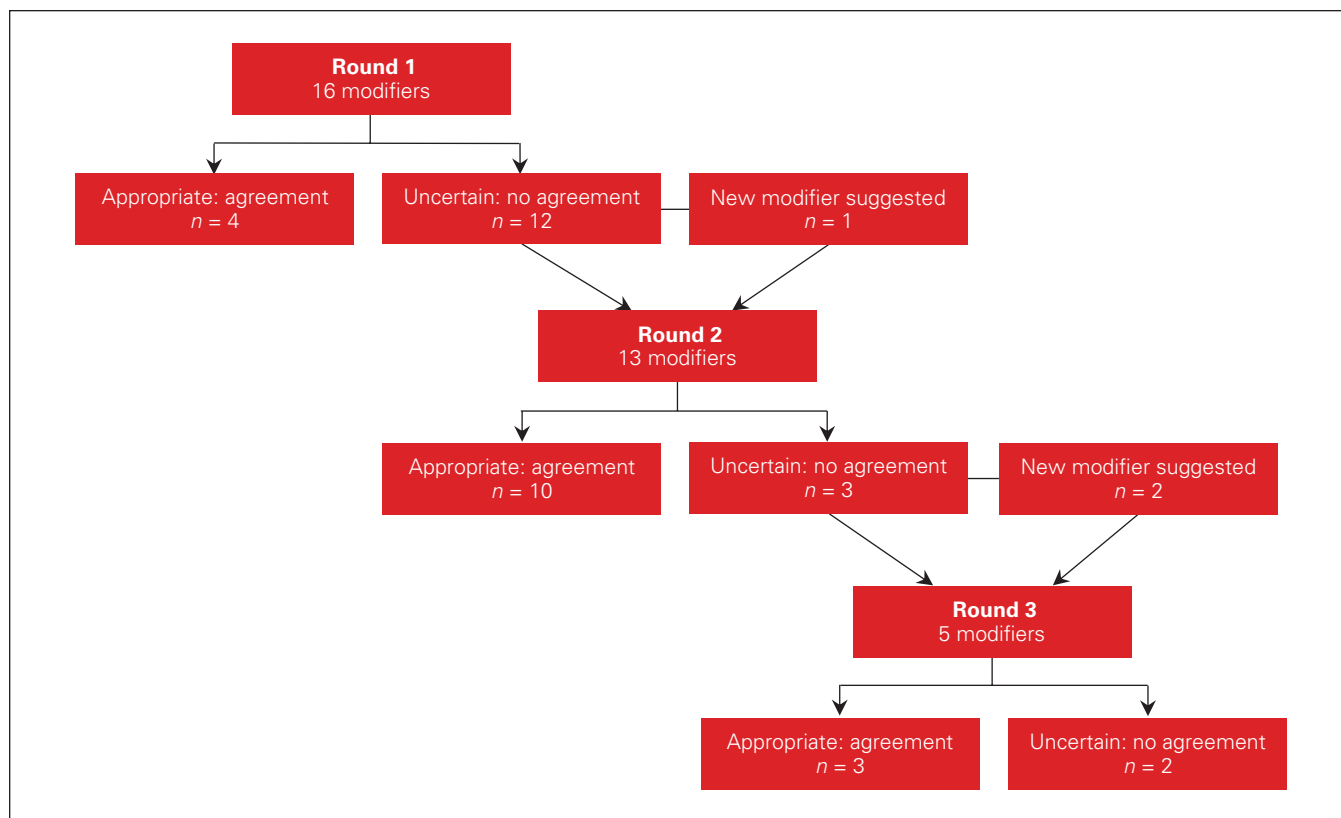 Round 1
16 modifiers
Appropriate: agreement
n = 4
Uncertain: no agreement
n = 12
New modifier suggested
n = 1
Round 2
13 modifiers
Appropriate: agreement
n = 10
Uncertain: no agreement
n = 3
New modifier suggested
n = 2
Round 3
5 modifiers
Appropriate: agreement
n = 3
Uncertain: no agreement
n = 2